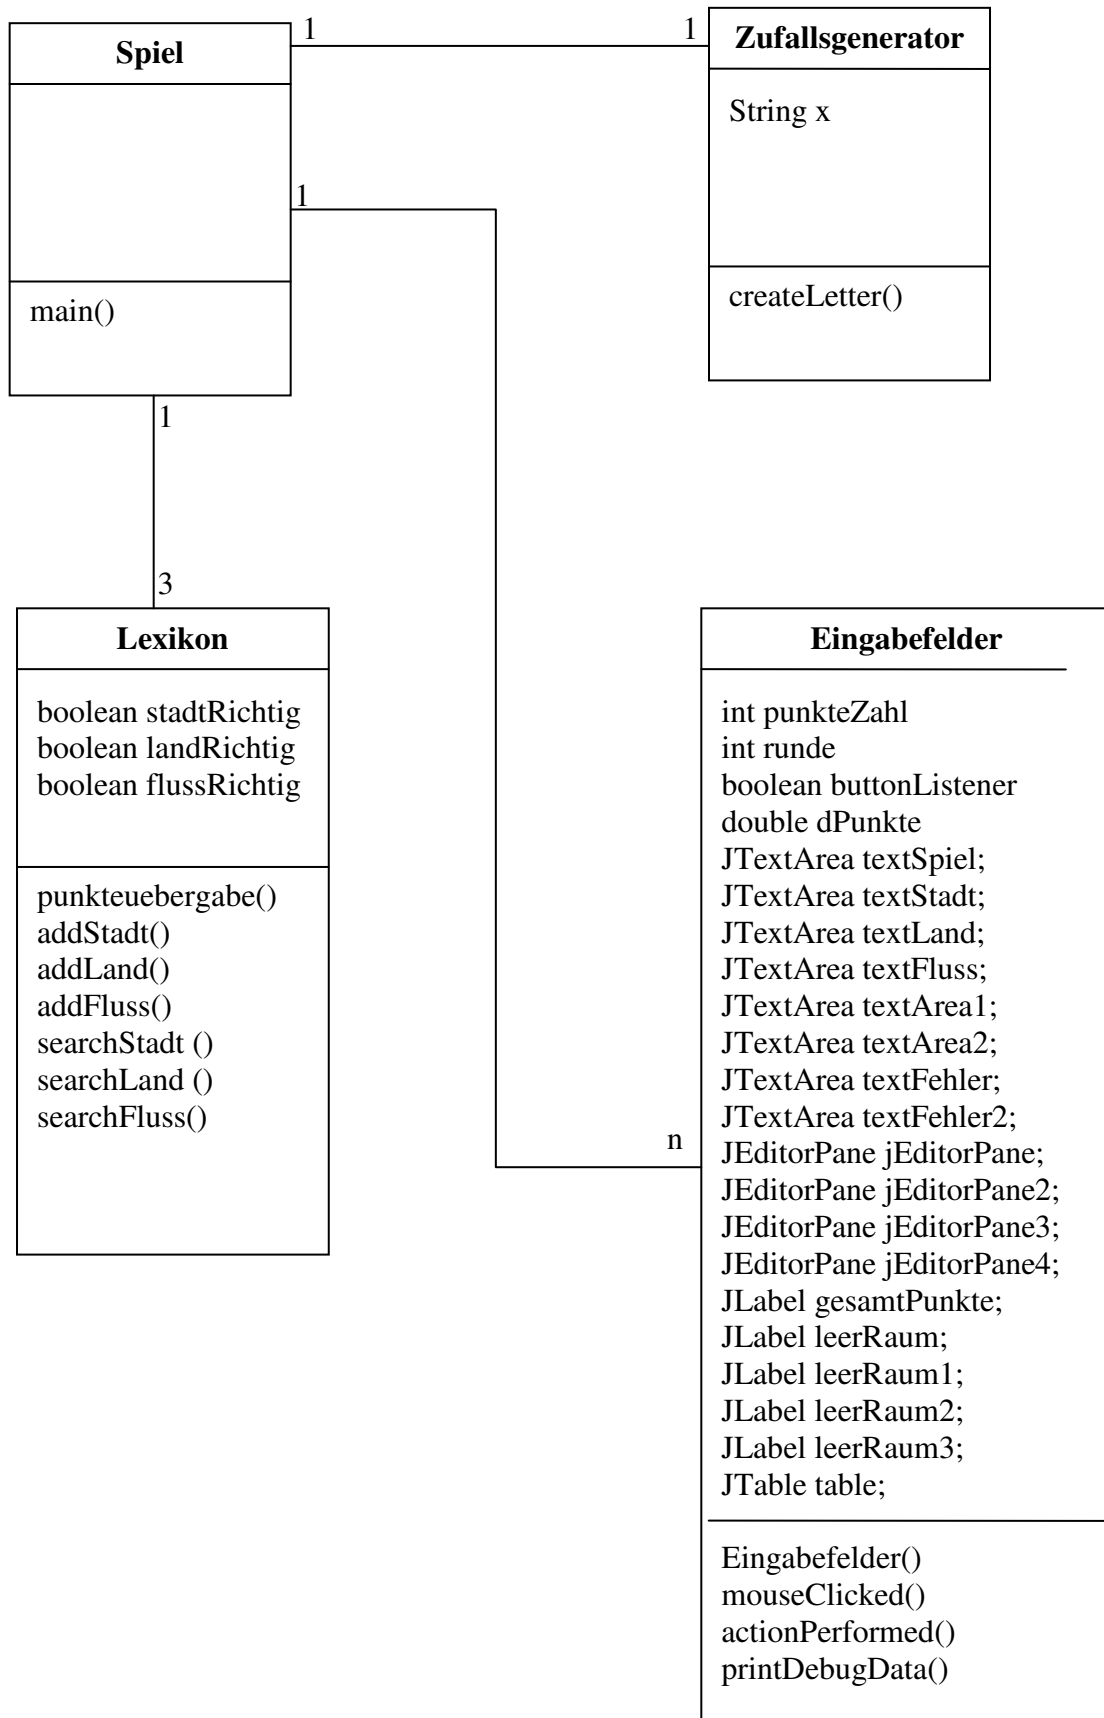 Spiel
main()
1
1
Zufallsgenerator
String x
createLetter()
1
1
3
Lexikon
boolean stadtRichtig
boolean landRichtig
boolean flussRichtig
punkteuebergabe()
addStadt()
addLand()
addFluss()
searchStadt ()
searchLand ()
searchFluss()
n
Eingabefelder
int punkteZahl
int runde
boolean buttonListener
double dPunkte
JTextArea textSpiel;
JTextArea textStadt;
JTextArea textLand;
JTextArea textFluss;
JTextArea textArea1;
JTextArea textArea2;
JTextArea textFehler;
JTextArea textFehler2;
JEditorPane jEditorPane;
JEditorPane jEditorPane2;
JEditorPane jEditorPane3;
JEditorPane jEditorPane4;
JLabel gesamtPunkte;
JLabel leerRaum;
JLabel leerRaum1;
JLabel leerRaum2;
JLabel leerRaum3;
JTable table;
Eingabefelder()
mouseClicked()
actionPerformed()
printDebugData()